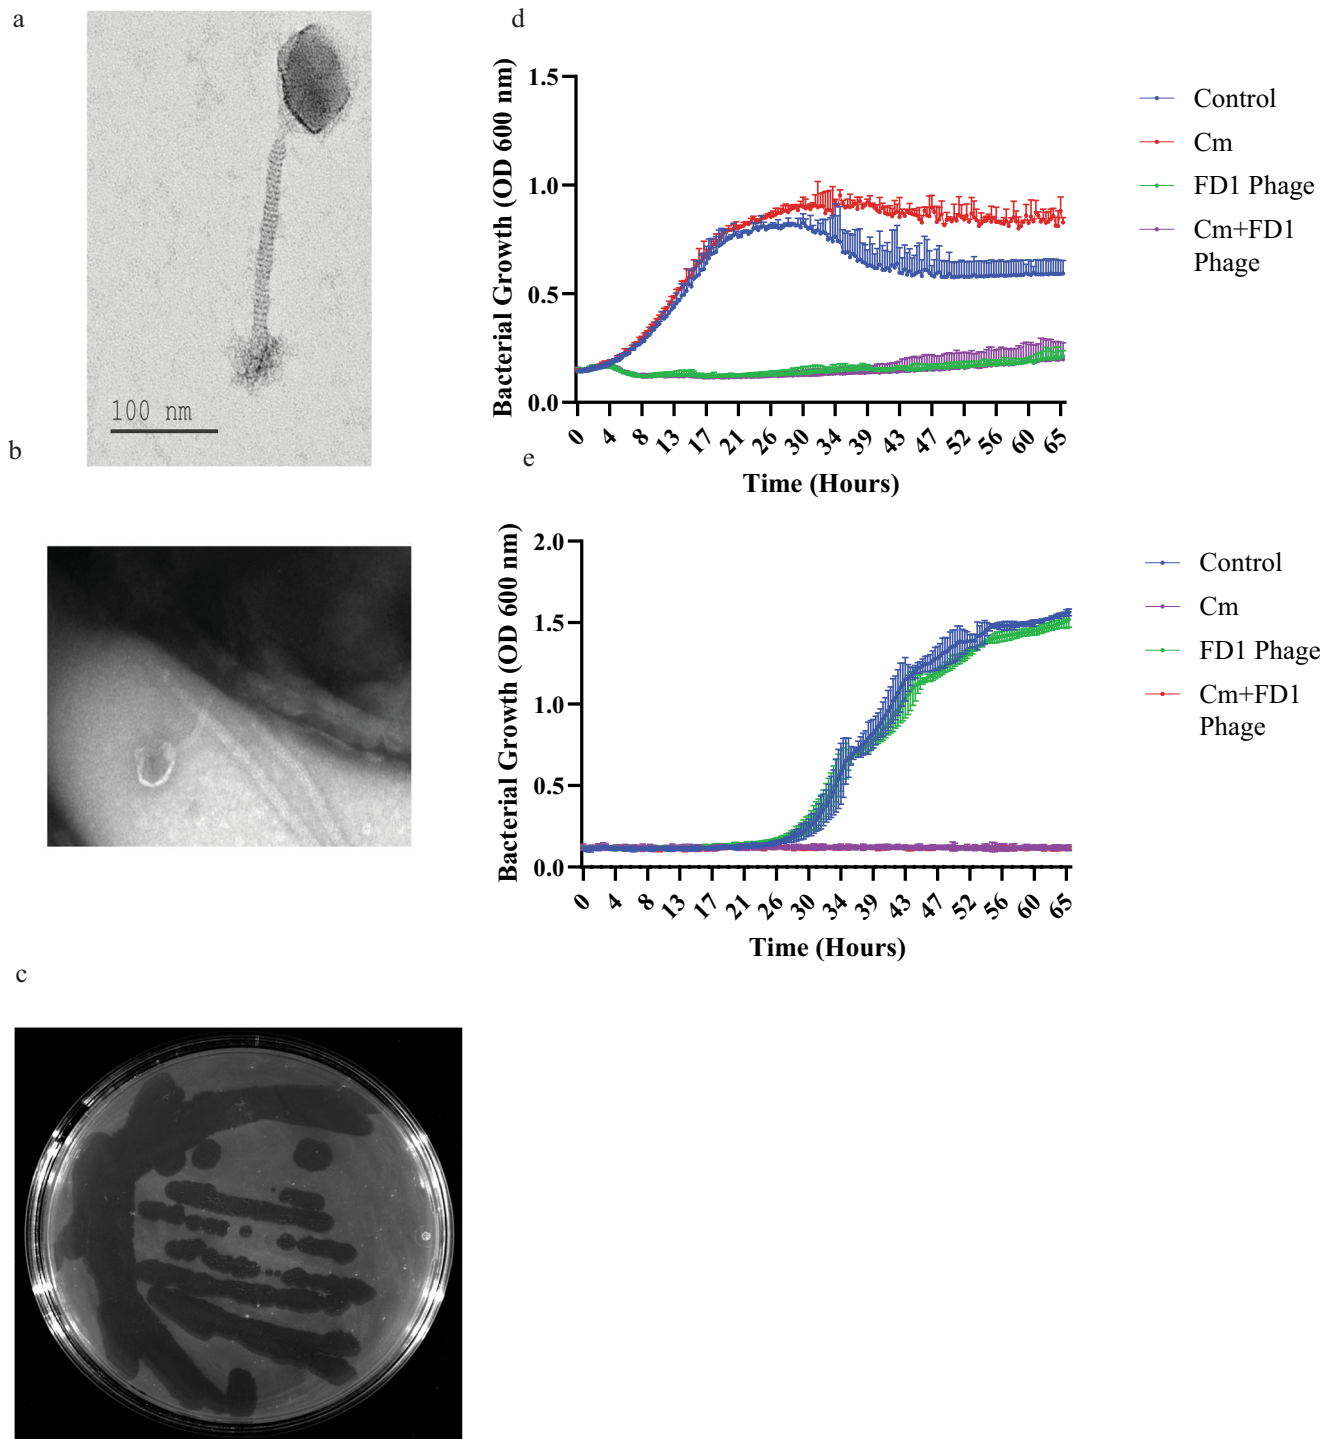 a
100 nm
b
c
d
Bacterial Growth (OD 600 nm)
1.5
1.0
0.5
0.0
0 4 8 13 17 21 26 30 34 39 43 47 52 56 60 65
Time (Hours)
Control
Cm
FD1 Phage
Cm+FD1
Phage
e
Bacterial Growth (OD 600 nm)
2.0
1.5
1.0
0.5
0.0
0 4 8 13 17 21 26 30 34 39 43 47 52 56 60 65
Time (Hours)
Control
Cm
FD1 Phage
Cm+FD1
Phage